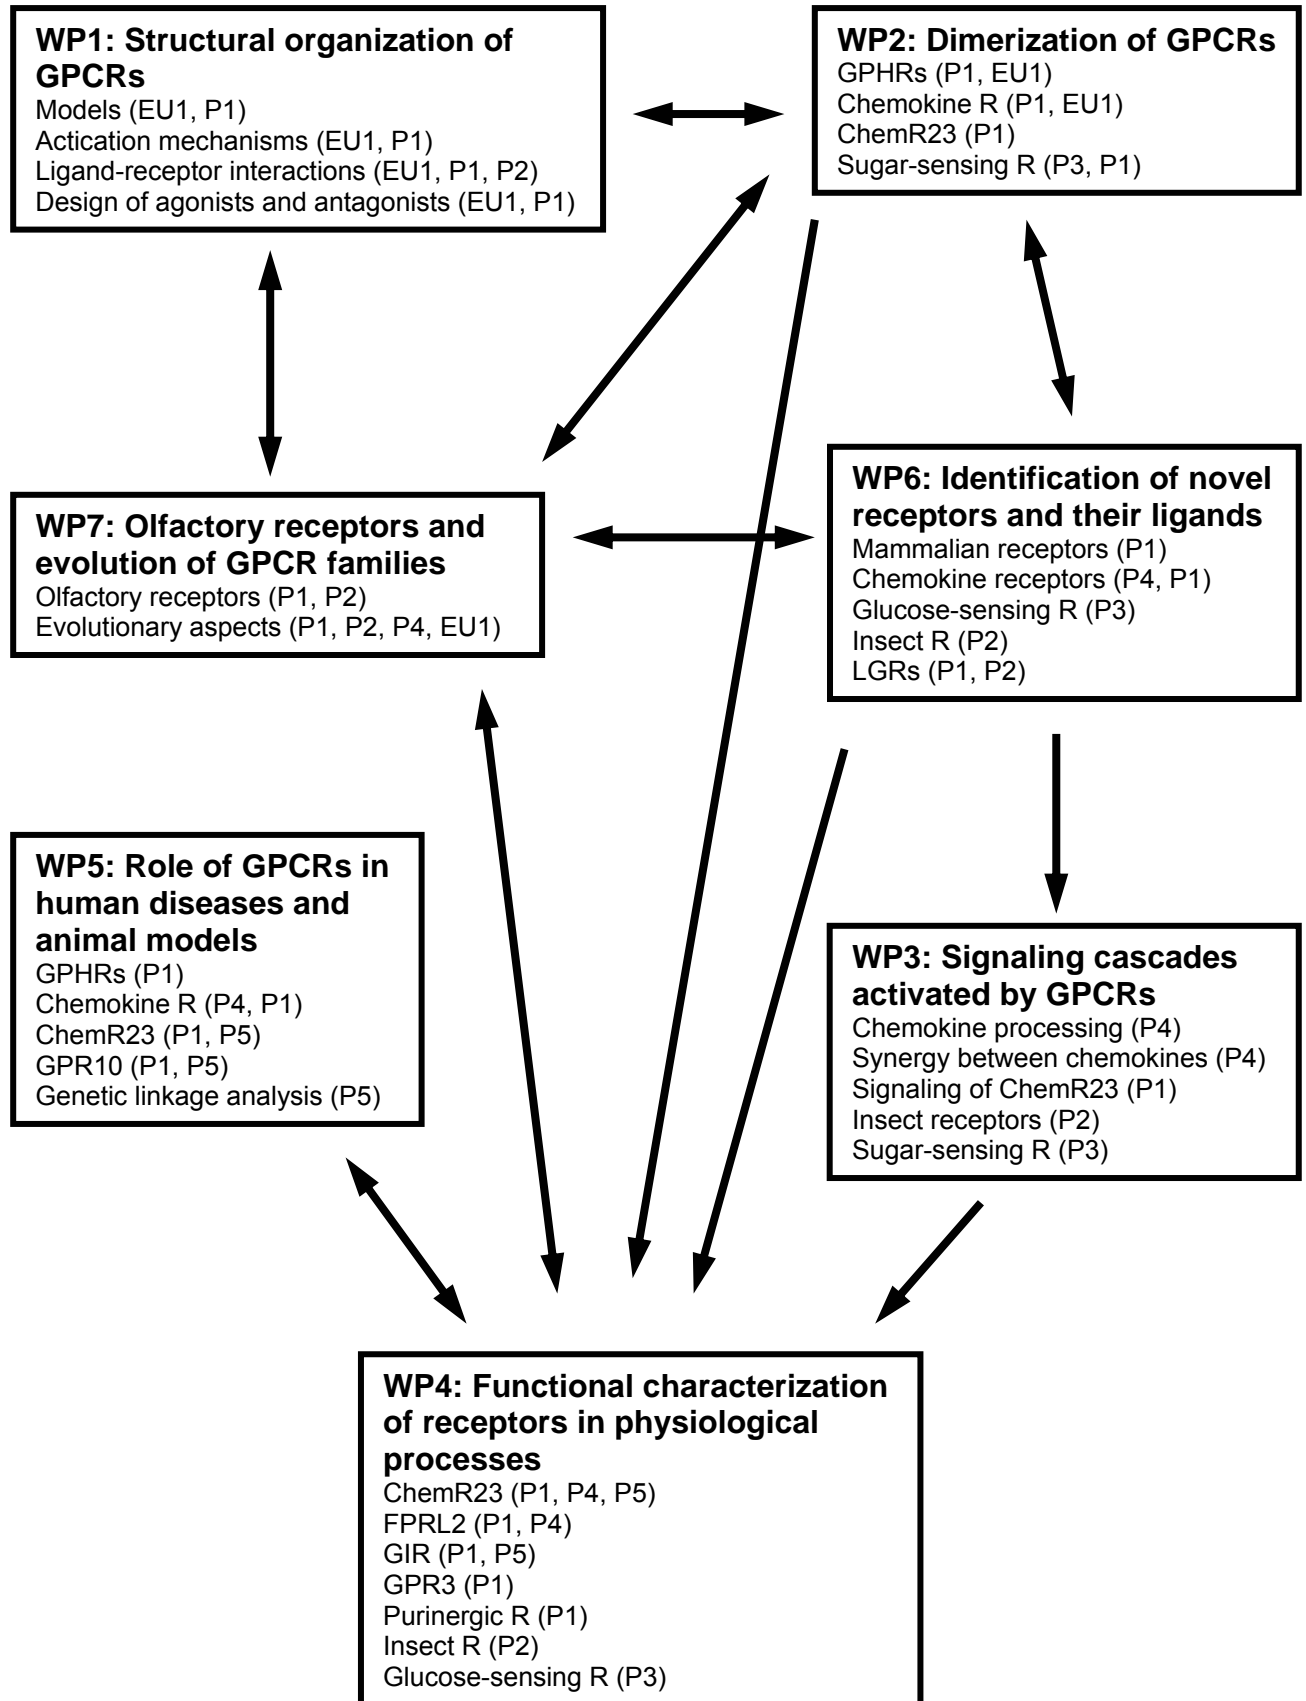 WP1: Structural organization of
GPCRs
Models (EU1, P1)
Actication mechanisms (EU1, P1)
Ligand-receptor interactions (EU1, P1, P2)
Design of agonists and antagonists (EU1, P1)
WP2: Dimerization of GPCRs
GPHRs (P1, EU1)
Chemokine R (P1, EU1)
ChemR23 (P1)
Sugar-sensing R (P3, P1)
WP7: Olfactory receptors and
evolution of GPCR families
Olfactory receptors (P1, P2)
Evolutionary aspects (P1, P2, P4, EU1)
WP6: Identification of novel
receptors and their ligands
Mammalian receptors (P1)
Chemokine receptors (P4, P1)
Glucose-sensing R (P3)
Insect R (P2)
LGRs (P1, P2)
WP5: Role of GPCRs in
human diseases and
animal models
GPHRs (P1)
Chemokine R (P4, P1)
ChemR23 (P1, P5)
GPR10 (P1, P5)
Genetic linkage analysis (P5)
WP3: Signaling cascades
activated by GPCRs
Chemokine processing (P4)
Synergy between chemokines (P4)
Signaling of ChemR23 (P1)
Insect receptors (P2)
Sugar-sensing R (P3)
WP4: Functional characterization
of receptors in physiological
processes
ChemR23 (P1, P4, P5)
FPRL2 (P1, P4)
GIR (P1, P5)
GPR3 (P1)
Purinergic R (P1)
Insect R (P2)
Glucose-sensing R (P3)